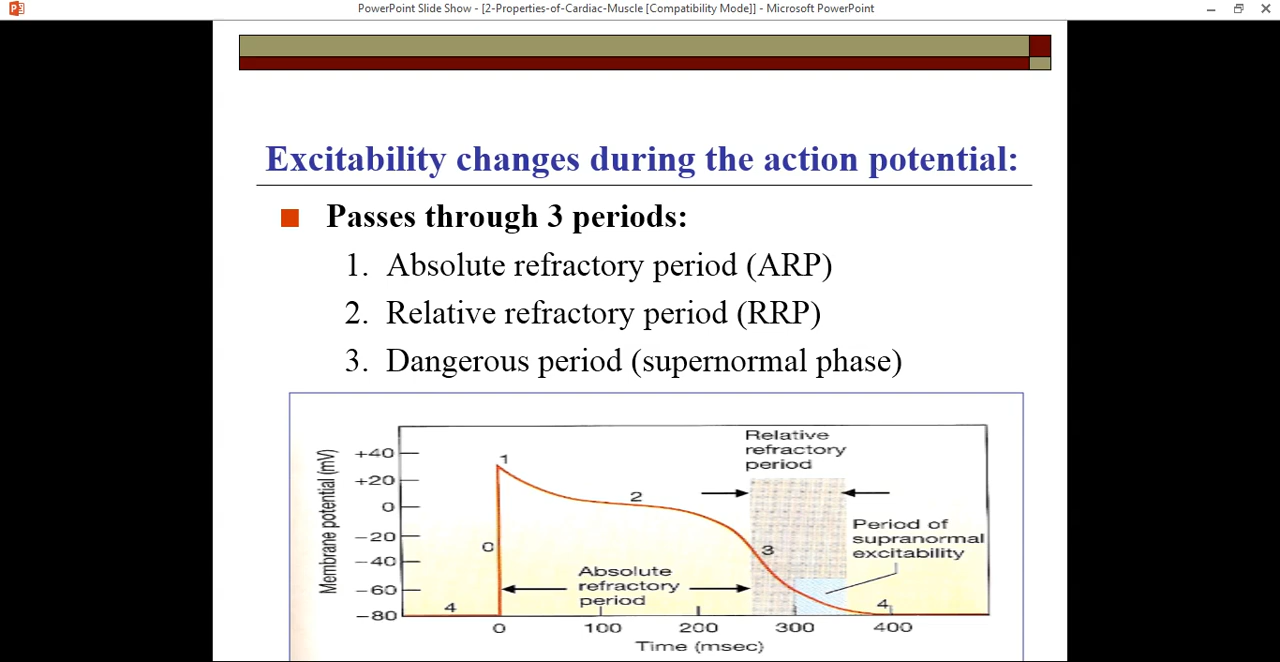 PowerPoint Slide Show - [2-Properties-of-Cardiac-Muscle [Compatibility Mode]] - Microsoft PowerPoint
Excitability changes during the action potential:
Passes through 3 periods:
1. Absolute refractory period (ARP)
2. Relative refractory period (RRP)
3. Dangerous period (supernormal phase)
Membrane potential (mV)
+40
+20
0
−20
−40
−60
−80
4
0
1
2
3
4
Absolute
refractory
period
Relative
refractory
period
Period of
supranormal
excitability
0 100 200 300 400
Time (msec)